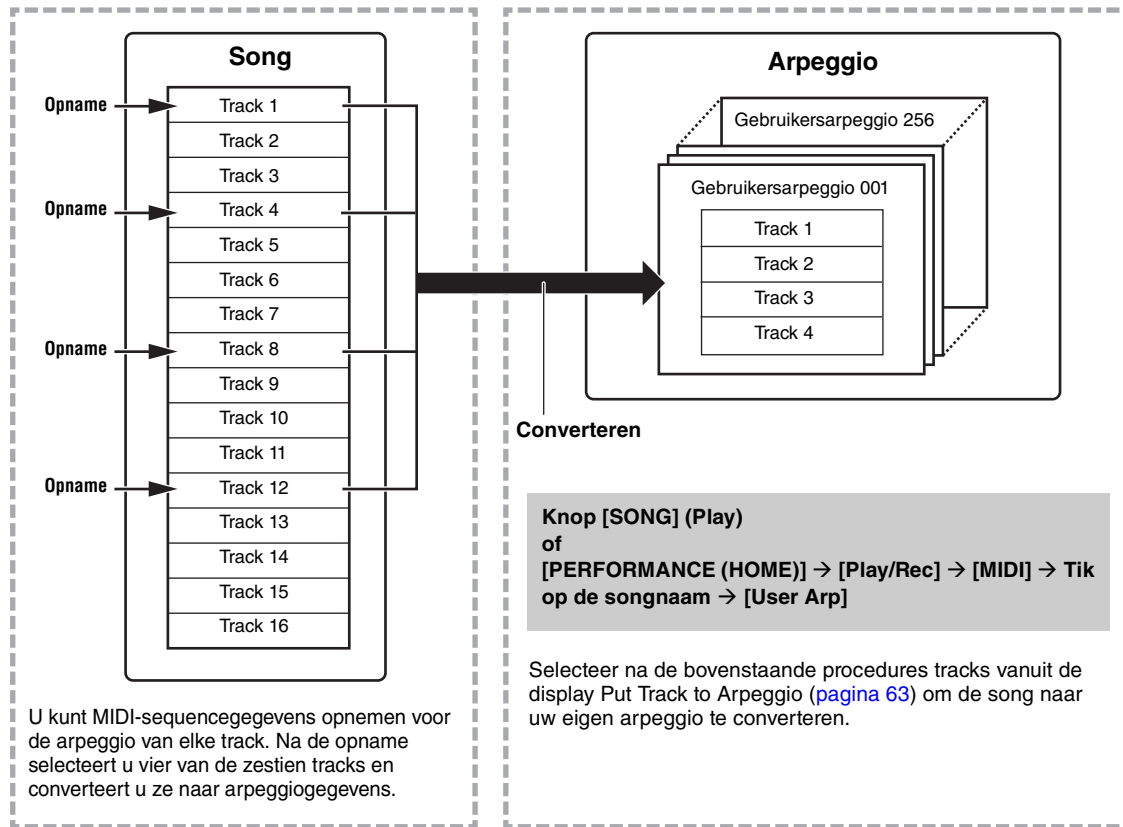 Song
Opname
Track 1
Track 2
Track 3
Opname
Track 4
Track 5
Track 6
Track 7
Opname
Track 8
Track 9
Track 10
Track 11
Opname
Track 12
Track 13
Track 14
Track 15
Track 16
U kunt MIDI-sequencegegevens opnemen voor
de arpeggio van elke track. Na de opname
selecteert u vier van de zestien tracks en
converteert u ze naar arpeggiogegevens.
Arpeggio
Gebruikersarpeggio 256
Gebruikersarpeggio 001
Track 1
Track 2
Track 3
Track 4
Converteren
Knop [SONG] (Play)
of
[PERFORMANCE (HOME)] → [Play/Rec] → [MIDI] → Tik
op de songnaam → [User Arp]
Selecteer na de bovenstaande procedures tracks vanuit de
display Put Track to Arpeggio (pagina 63) om de song naar
uw eigen arpeggio te converteren.